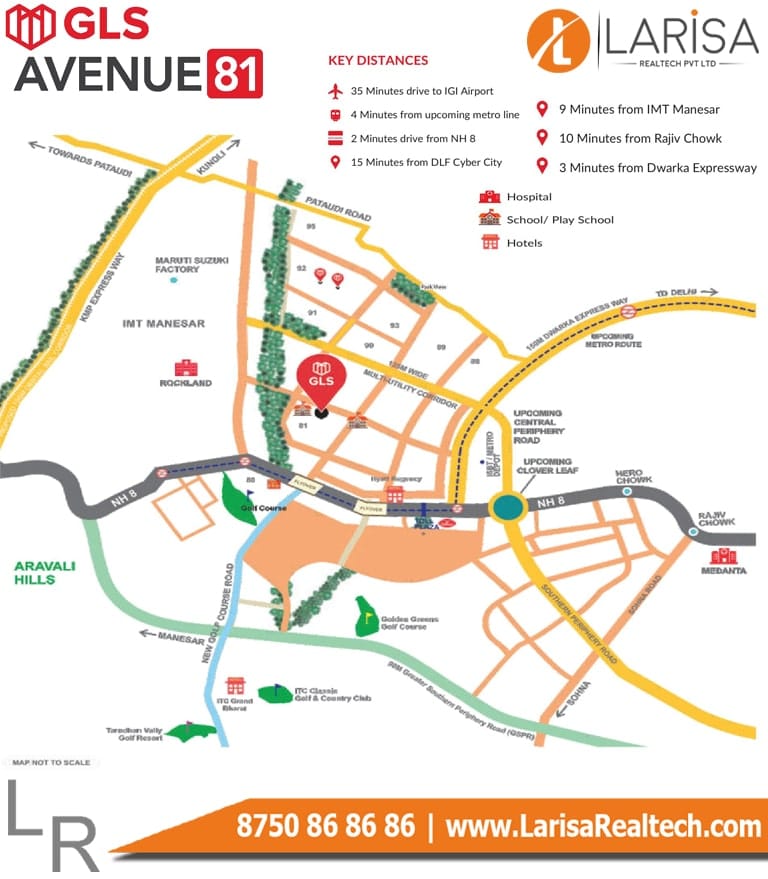 GLS
AVENUE 81
LARiSA
REALTECH PVT LTD
KEY DISTANCES
35 Minutes drive to IGI Airport
4 Minutes from upcoming metro line
2 Minutes drive from NH 8
15 Minutes from DLF Cyber City
9 Minutes from IMT Manesar
10 Minutes from Rajiv Chowk
3 Minutes from Dwarka Expressway
Hospital
School/ Play School
Hotels
TOWARDS PATAUDI
KUNDLI
PATAUDI ROAD
95
MARUTI SUZUKI
FACTORY
92
KMP EXPRESS WAY
Park View
TO DELHI
150M DWARKA EXPRESS WAY
IMT MANESAR
91
93
UPCOMING
METRO ROUTE
90
89
88
ROCKLAND
GLS
125M WIDE
MULTI-UTILITY CORRIDOR
81
UPCOMING
CENTRAL
PERIPHERY
ROAD
ISBT / METRO
DEPOT
UPCOMING
CLOVER LEAF
HERO
CHOWK
80
FLYOVER
Hyatt Regency
FLYOVER
NH 8
NH 8
Golf Course
TOLL
PLAZA
RAJIV
CHOWK
MEDANTA
ARAVALI
HILLS
NEW GOLF COURSE ROAD
SOUTHERN PERIPHERY ROAD
SOHNA ROAD
Golden Greens
Golf Course
MANESAR
90M Greater Southern Periphery Road (GSPR)
SOHNA
ITC Grand
Bharat
ITC Classic
Golf & Country Club
Tarudhan Vally
Golf Resort
MAP NOT TO SCALE
LR
8750 86 86 86 | www.LarisaRealtech.com